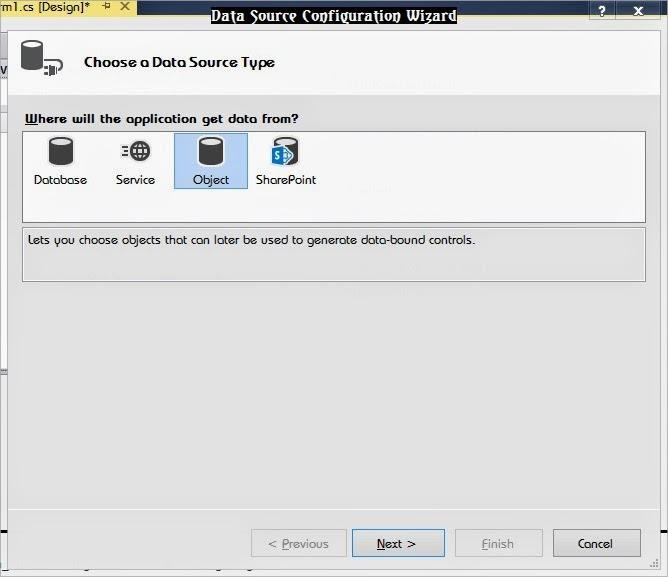 rm1.cs [Design]*
Data Source Configuration Wizard
?
x
Choose a Data Source Type
Where will the application get data from?
Database
Service
Object
SharePoint
Lets you choose objects that can later be used to generate data-bound controls.
< Previous
Next >
Finish
Cancel